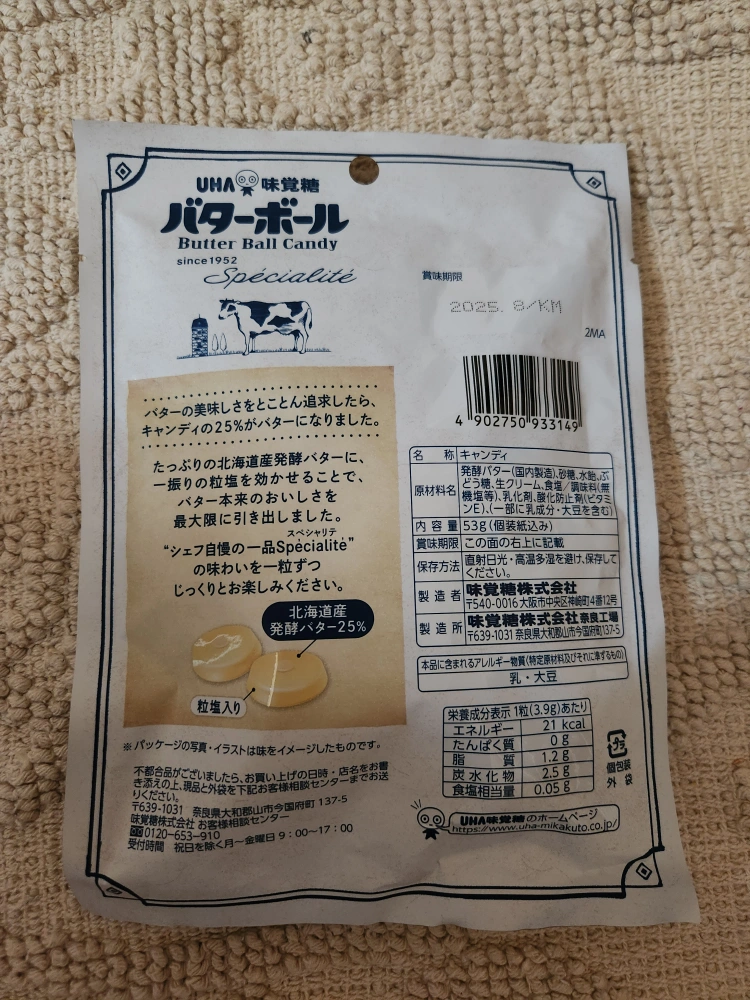 UHA 味覚糖
バターボール
Butter Ball Candy
since1952
Spécialité
賞味期限
2025. 8/KM
2MA
4 902750 933149
バターの美味しさをとことん追求したら、
キャンディの25%がバターになりました。
たっぷりの北海道産発酵バターに、
一振りの粒塩を効かせることで、
バター本来のおいしさを
最大限に引き出しました。
スペシャリテ
“シェフ自慢の一品Spécialité”
の味わいを一粒ずつ
じっくりとお楽しみください。
北海道産
発酵バター25%
粒塩入り
※パッケージの写真・イラストは味をイメージしたものです。
不都合品がございましたら、お買い上げの日時・店名をお書
き添えの上、現品と外袋を下記お客様相談センターまでお送
りください。
〒639-1031 奈良県大和郡山市今国府町137-5
味覚糖株式会社 お客様相談センター
0120-653-910
受付時間 祝日を除く月～金曜日 9:00～17:00
名称 キャンディ
原材料名 発酵バター(国内製造)、砂糖、水飴、ぶ
どう糖、生クリーム、食塩／調味料(無
機塩等)、乳化剤、酸化防止剤(ビタミ
ンE)、(一部に乳成分・大豆を含む)
内容量 53g(個装紙込み)
賞味期限 この面の右上に記載
保存方法 直射日光・高温多湿を避け、保存して
ください。
製造者 味覚糖株式会社
〒540-0016 大阪市中央区神崎町4番12号
製造所 味覚糖株式会社 奈良工場
〒639-1031 奈良県大和郡山市今国府町137-5
本品に含まれるアレルギー物質(特定原材料及びそれに準ずるもの)
乳・大豆
栄養成分表示 1粒(3.9g)あたり
エネルギー 21 kcal
たんぱく質 0 g
脂質 1.2 g
炭水化物 2.5 g
食塩相当量 0.05 g
プラ
個包装
外袋
UHA味覚糖のホームページ
https://www.uha-mikakuto.co.jp/